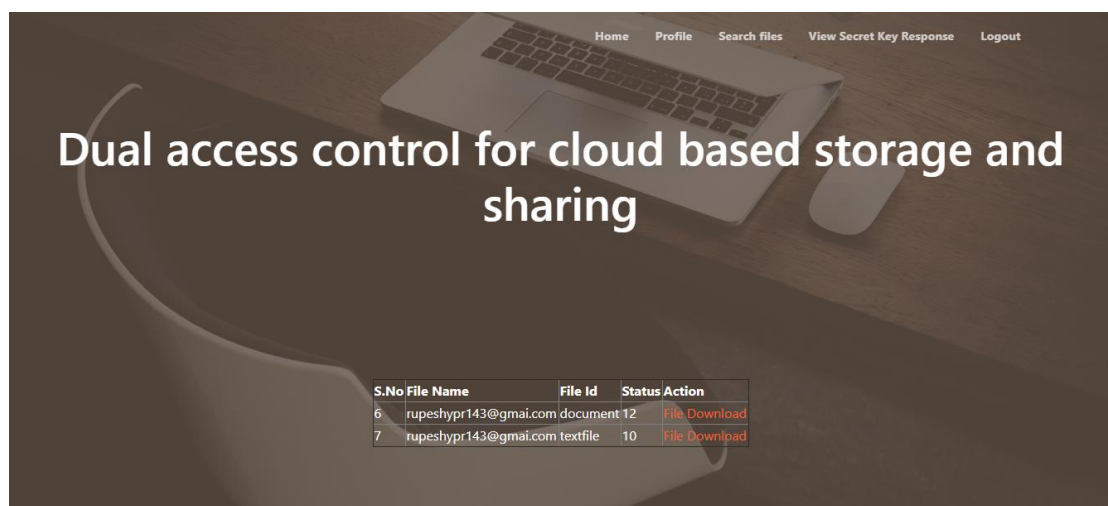 Home Profile Search files View Secret Key Response Logout
Dual access control for cloud based storage and
sharing
S.No File Name File Id Status Action
6 rupeshypr143@gmai.com document 12 File Download
7 rupeshypr143@gmai.com textfile 10 File Download